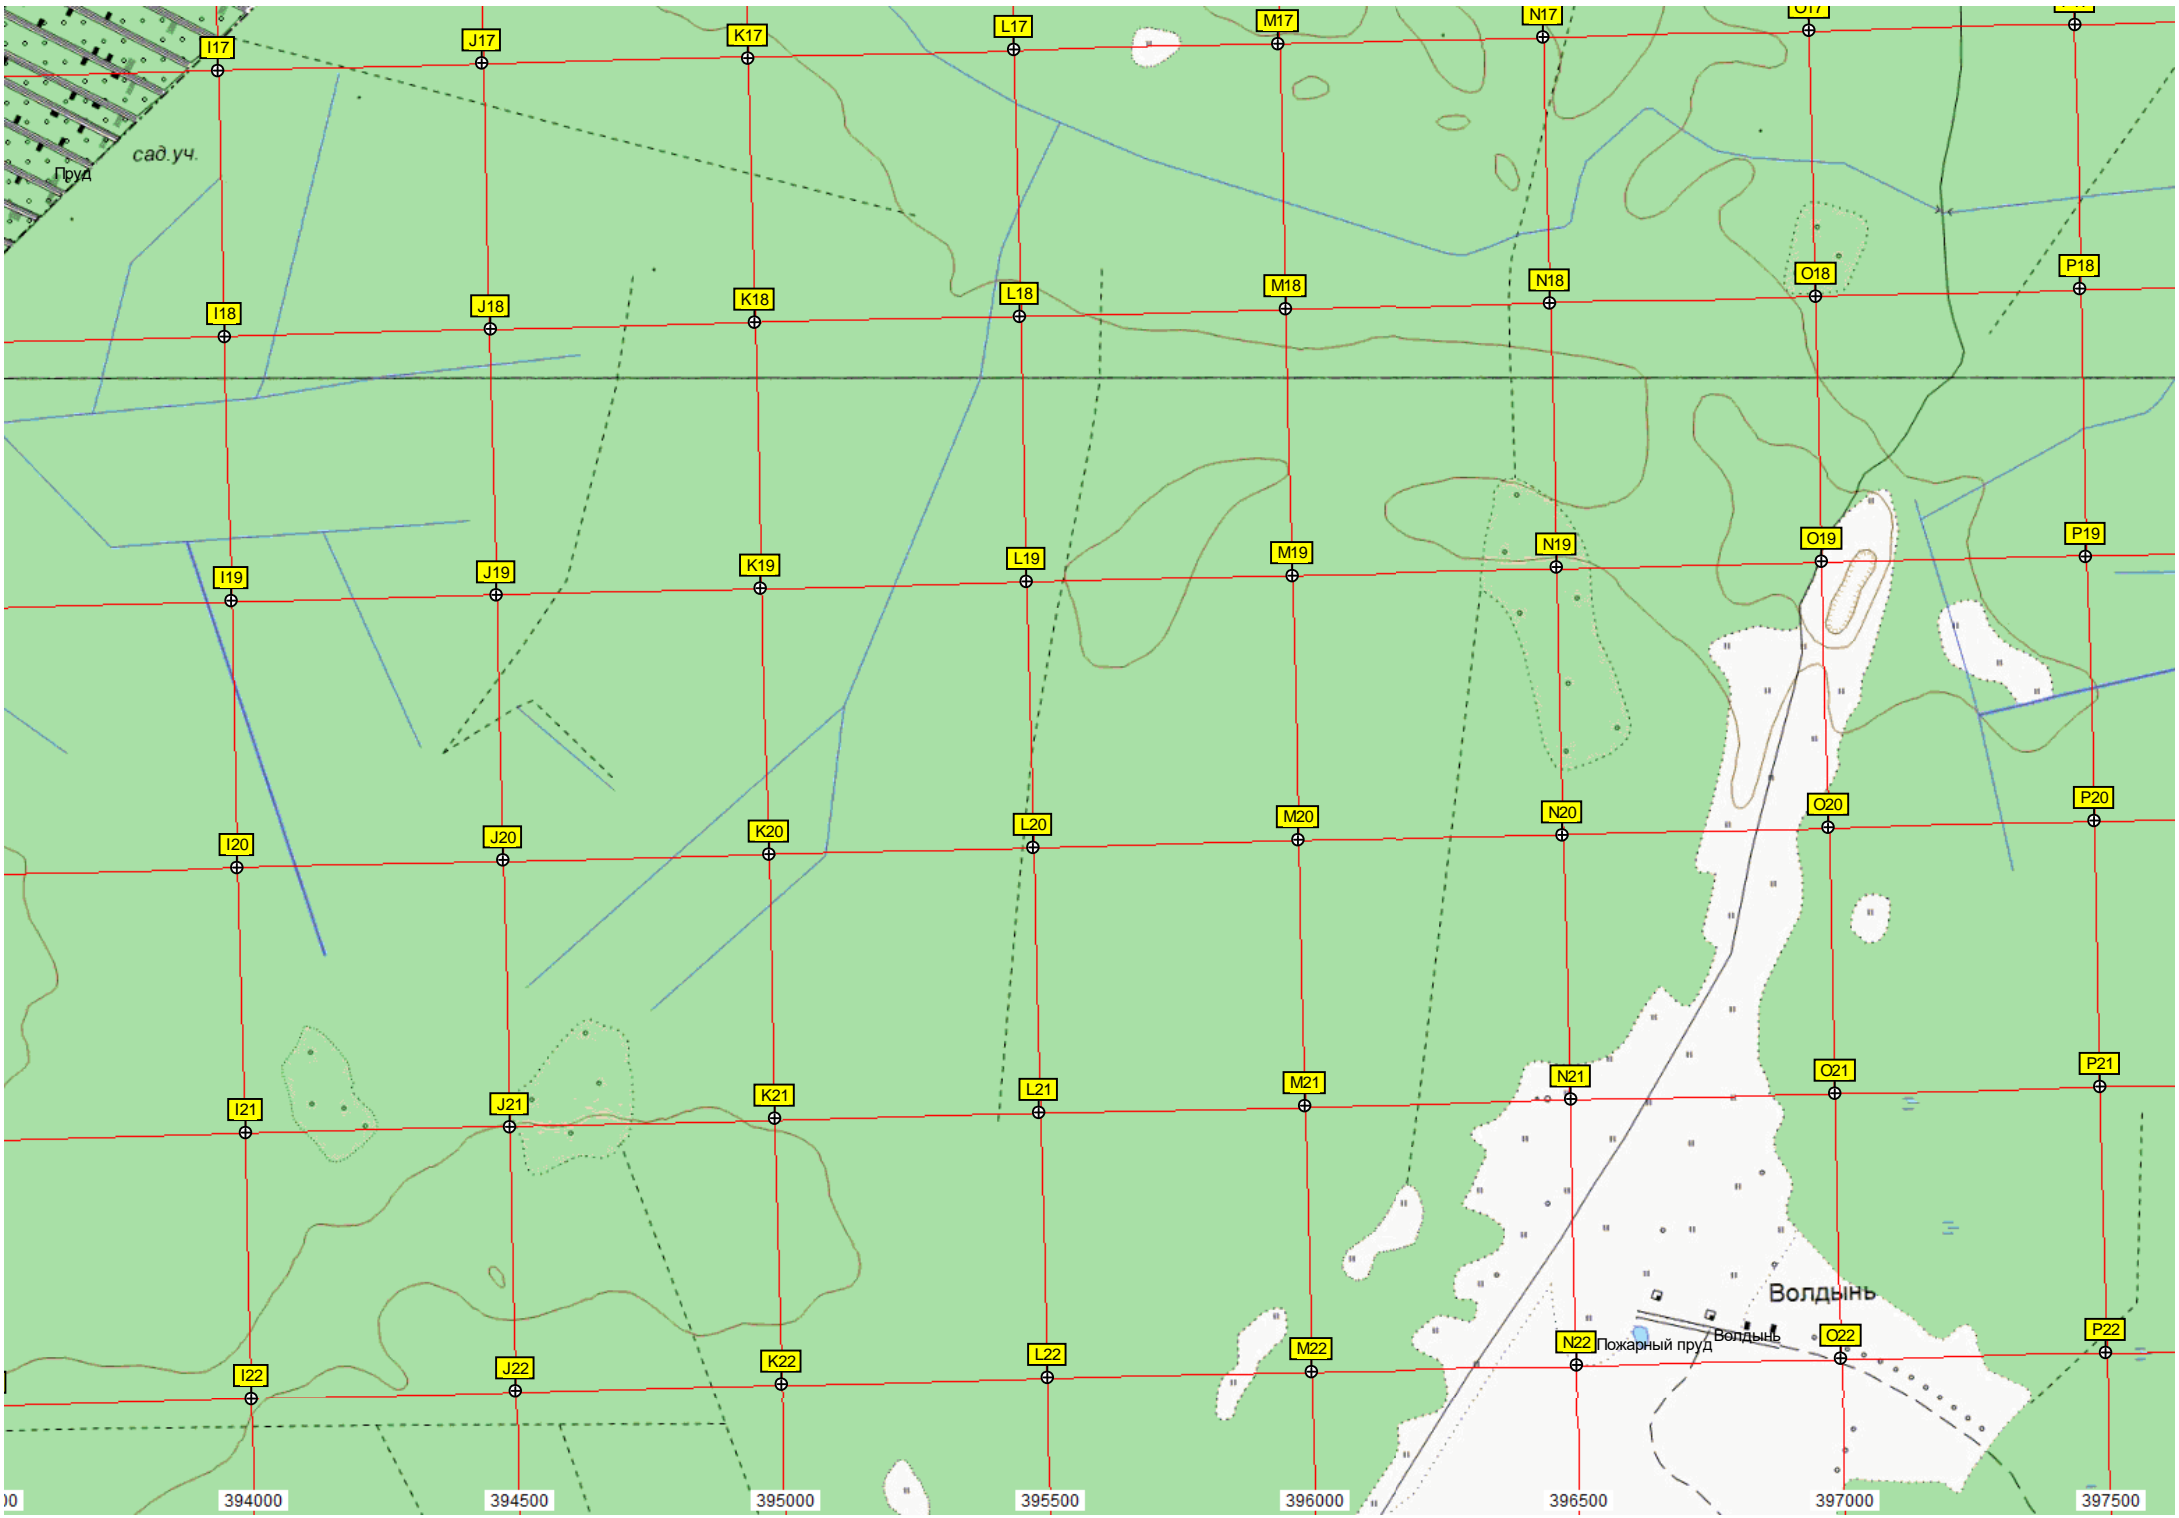 I17 J17 K17 L17 M17 N17 O17
сад.уч.
Пруд
I18 J18 K18 L18 M18 N18 O18 P18
I19 J19 K19 L19 M19 N19 O19 P19
I20 J20 K20 L20 M20 N20 O20 P20
I21 J21 K21 L21 M21 N21 O21 P21
Волдынь
I22 J22 K22 L22 M22 N22 Пожарный пруд Волдынь O22 P22
00 394000 394500 395000 395500 396000 396500 397000 397500